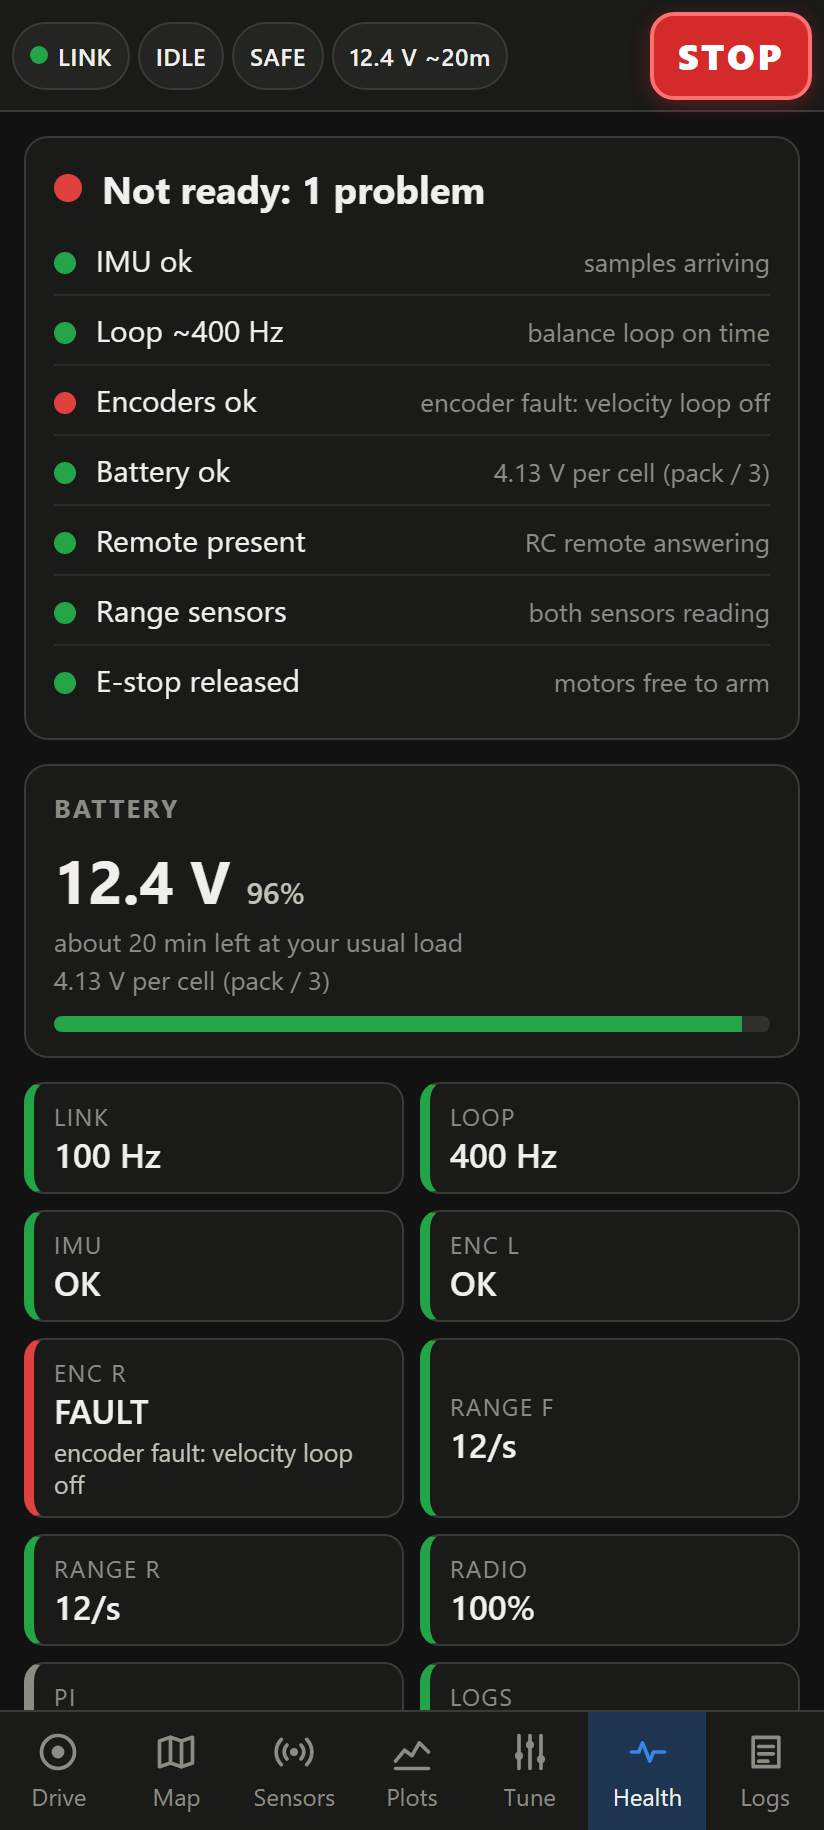 LINK
IDLE
SAFE
12.4 V ~20m
STOP
Not ready: 1 problem
IMU ok samples arriving
Loop ~400 Hz balance loop on time
Encoders ok encoder fault: velocity loop off
Battery ok 4.13 V per cell (pack / 3)
Remote present RC remote answering
Range sensors both sensors reading
E-stop released motors free to arm
BATTERY
12.4 V 96%
about 20 min left at your usual load
4.13 V per cell (pack / 3)
LINK
100 Hz
LOOP
400 Hz
IMU
OK
ENC L
OK
ENC R
FAULT
encoder fault: velocity loop
off
RANGE F
12/s
RANGE R
12/s
RADIO
100%
PI
LOGS
Drive
Map
Sensors
Plots
Tune
Health
Logs